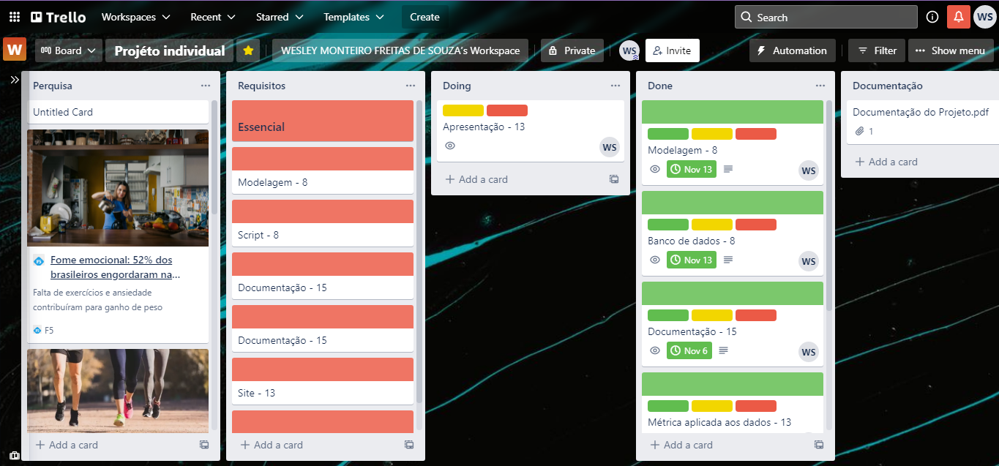 Trello Workspaces Recent Starred Templates Create Search WS
W Board Projéto individual WESLEY MONTEIRO FREITAS DE SOUZA's Workspace Private WS Invite Automation Filter Show menu
Perquisa
Untitled Card
Fome emocional: 52% dos
brasileiros engordaram na...
Falta de exercícios e ansiedade
contribuíram para ganho de peso
F5
Add a card
Requisitos
Essencial
Modelagem - 8
Script - 8
Documentação - 15
Documentação - 15
Site - 13
Add a card
Doing
Apresentação - 13
WS
Add a card
Done
Modelagem - 8
Nov 13 WS
Banco de dados - 8
Nov 13 WS
Documentação - 15
Nov 6 WS
Métrica aplicada aos dados - 13
Add a card
Documentação
Documentação do Projeto.pdf
1
Add a card